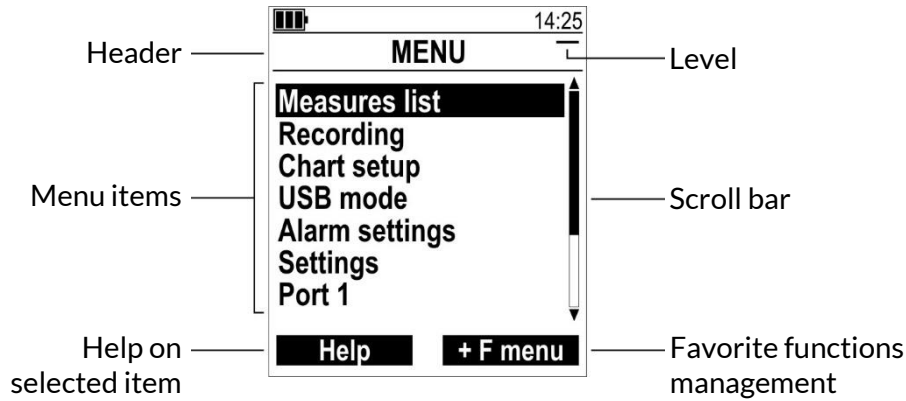 14:25
Header
MENU
Level
Measures list
Recording
Chart setup
Menu items
USB mode
Scroll bar
Alarm settings
Settings
Port 1
Help on
selected item
Help
+ F menu
Favorite functions
management